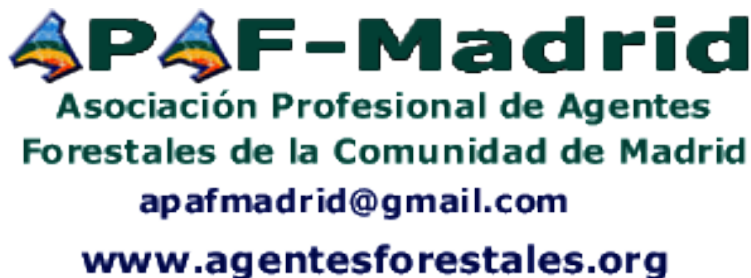 APAF-Madrid
Asociación Profesional de Agentes
Forestales de la Comunidad de Madrid
apafmadrid@gmail.com
www.agentesforestales.org